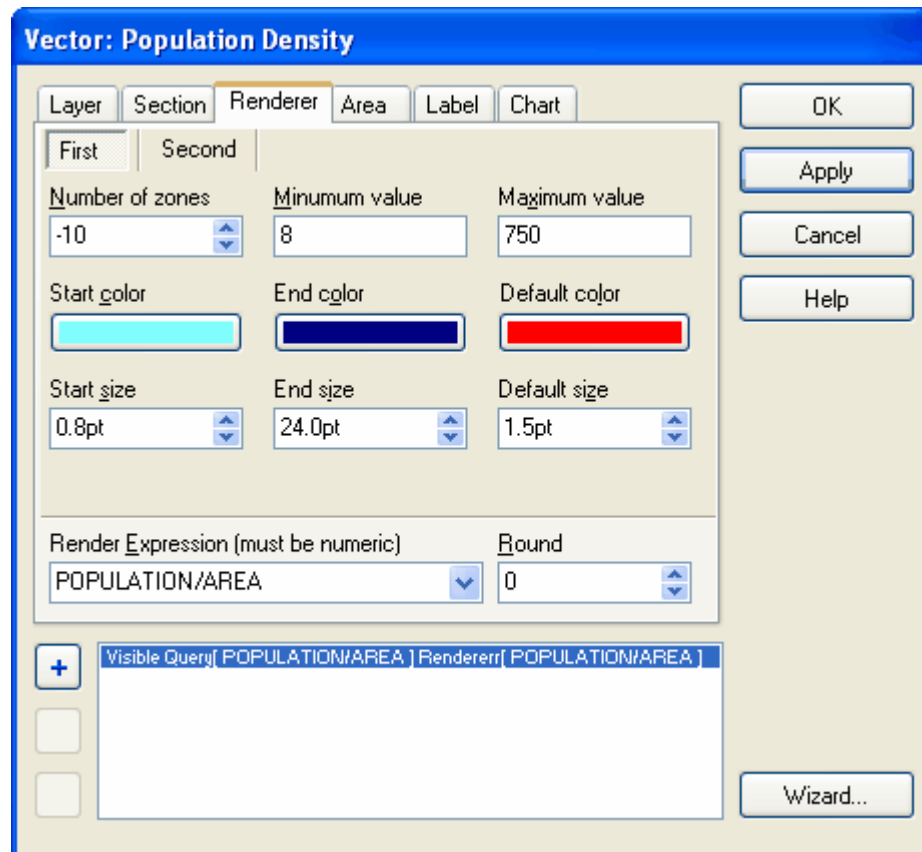 Vector: Population Density
Layer Section Renderer Area Label Chart
OK
First Second
Apply
Number of zones Minumum value Maximum value
-10 8 750
Cancel
Start color End color Default color
Help
Start size End size Default size
0.8pt 24.0pt 1.5pt
Render Expression (must be numeric) Round
POPULATION/AREA 0
+
Visible Query[ POPULATION/AREA ] Rendererr[ POPULATION/AREA ]
Wizard...